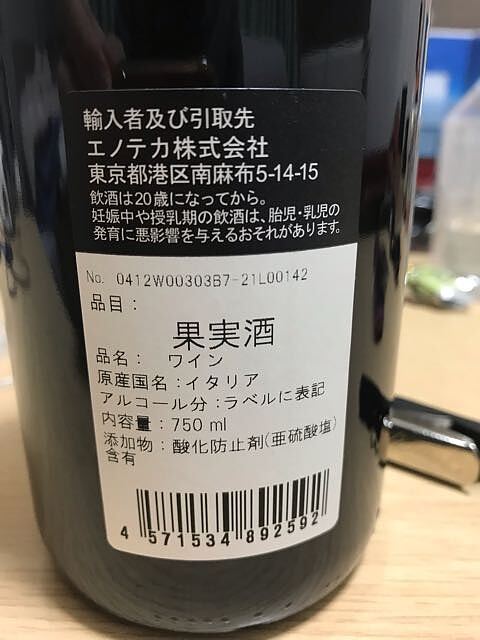 輸入者及び引取先
エノテカ株式会社
東京都港区南麻布5-14-15
飲酒は20歳になってから。
妊娠中や授乳期の飲酒は、胎児・乳児の
発育に悪影響を与えるおそれがあります。
No. 0412W00303B7-21L00142
品目：
果実酒
品名： ワイン
原産国名：イタリア
アルコール分：ラベルに表記
内容量：750 ml
添加物：酸化防止剤(亜硫酸塩)
含有
4 571534 892592